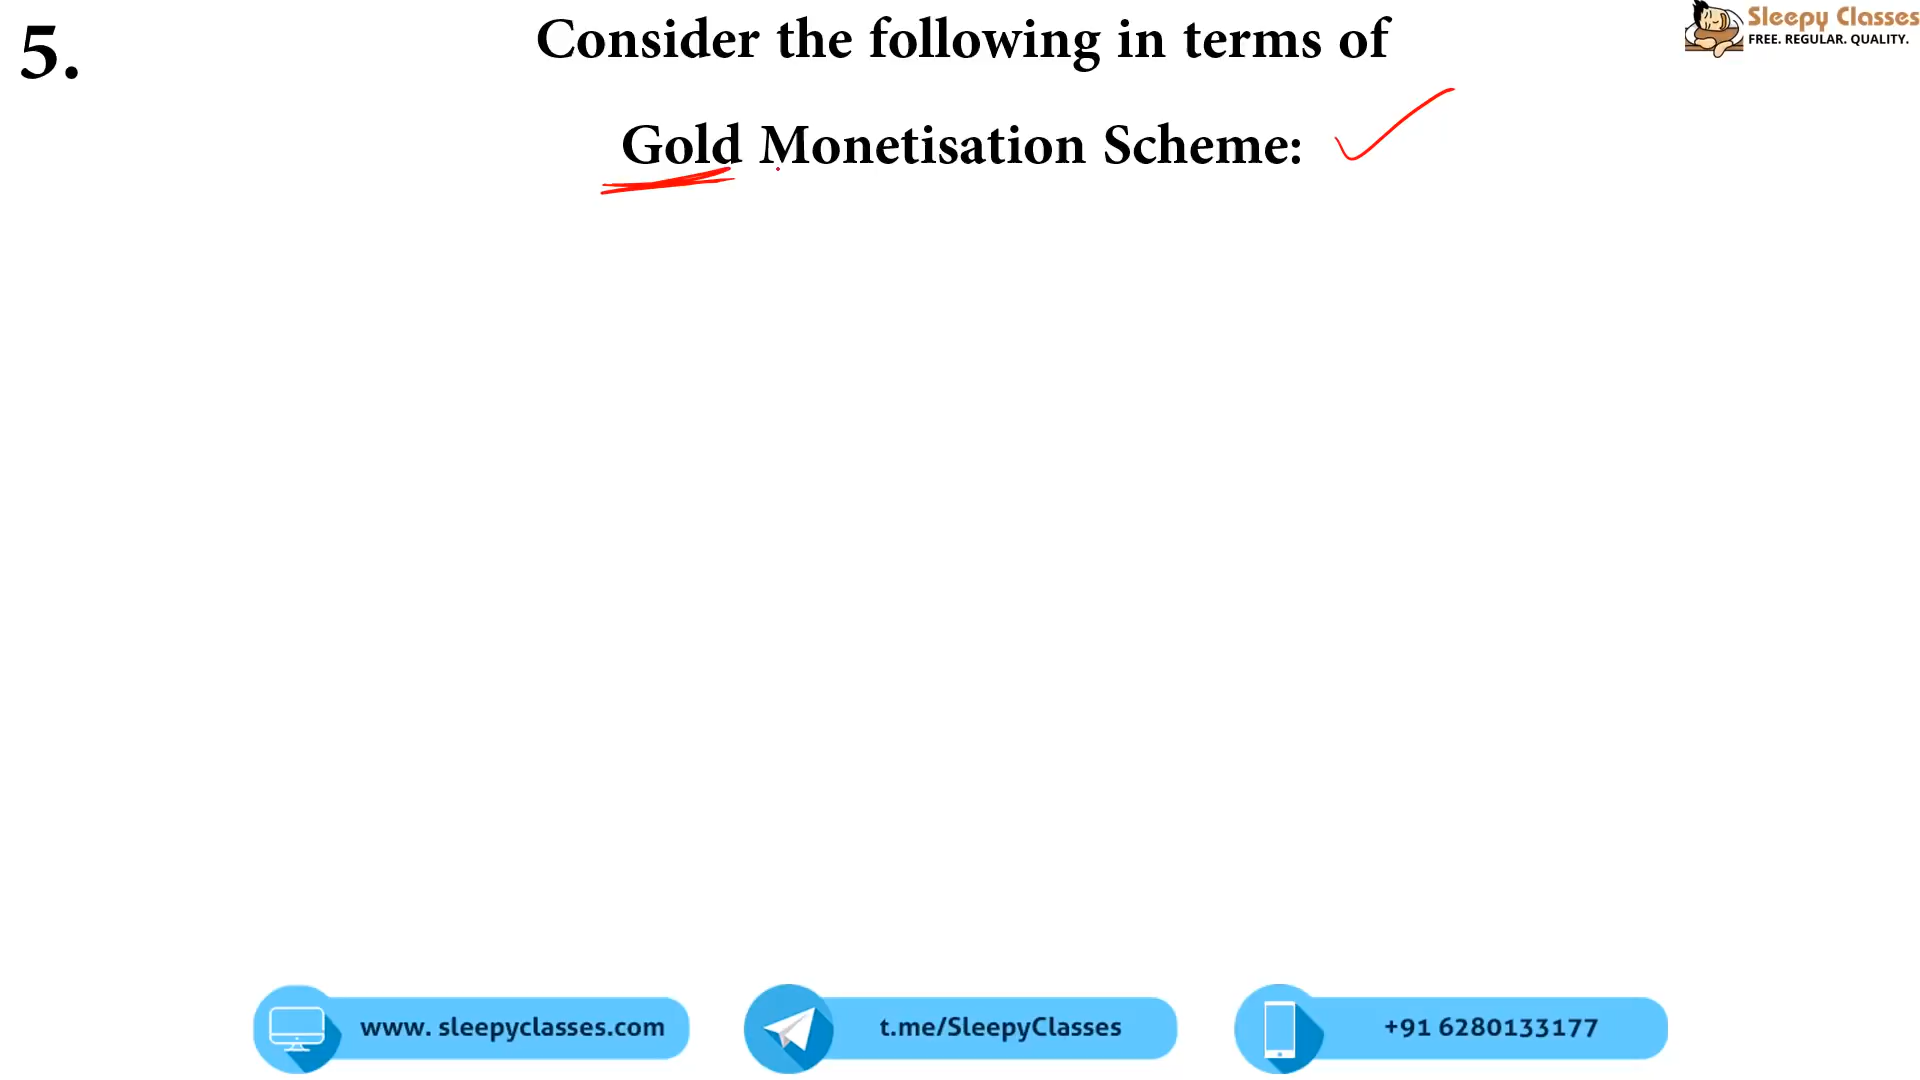 5.
Consider the following in terms of
Gold Monetisation Scheme:
Sleepy Classes
FREE. REGULAR. QUALITY.
www. sleepyclasses.com
t.me/SleepyClasses
+91 6280133177